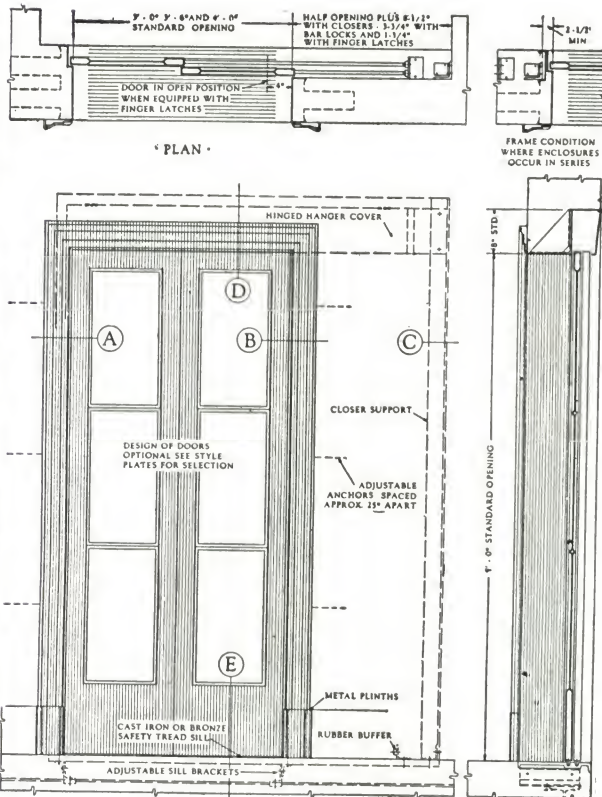 3'-0" 3'-6" AND 4'-0"
STANDARD OPENING
HALF OPENING PLUS 8-1/2"
WITH CLOSERS - 3-3/4" WITH
BAR LOCKS AND 1-3/4"
WITH FINGER LATCHES
2-1/2"
MIN
DOOR IN OPEN POSITION
WHEN EQUIPPED WITH
FINGER LATCHES
4"
PLAN
FRAME CONDITION
WHERE ENCLOSURES
OCCUR IN SERIES
HINGED HANGER COVER
8" STD.
D
A
B
C
CLOSER SUPPORT
DESIGN OF DOORS
OPTIONAL SEE STYLE
PLATES FOR SELECTION
ADJUSTABLE
ANCHORS SPACED
APPROX. 25" APART
STANDARD OPENING
E
METAL PLINTHS
CAST IRON OR BRONZE
SAFETY TREAD SILL
RUBBER BUFFER
ADJUSTABLE SILL BRACKETS